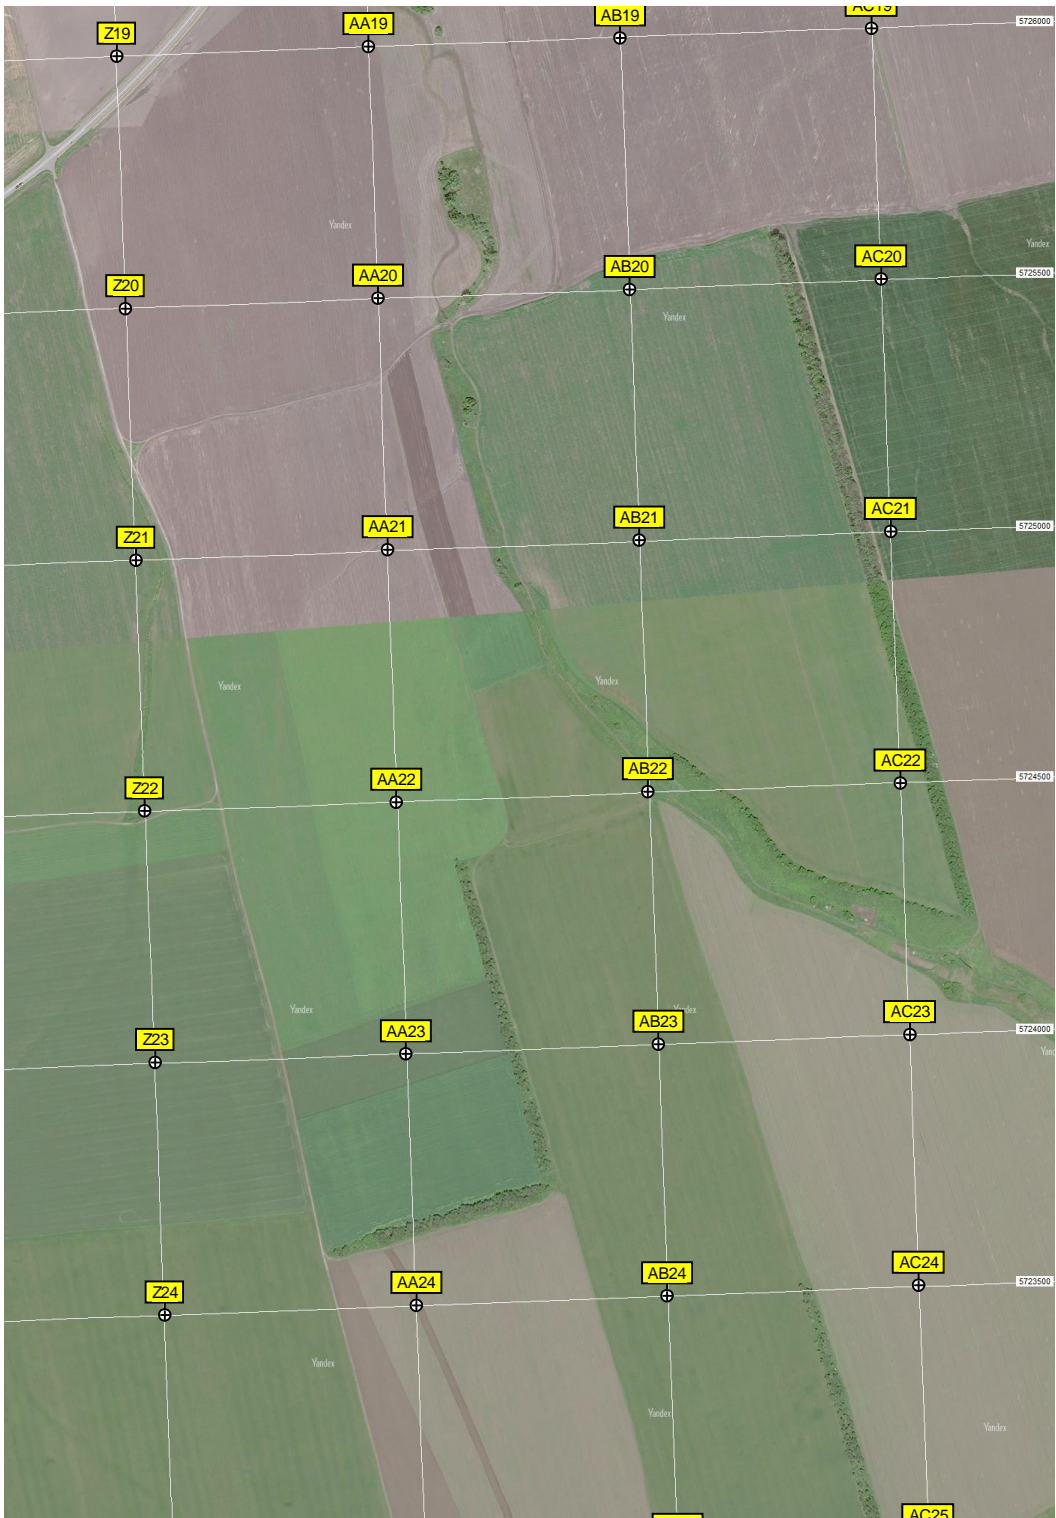 AC19
AB19
5726000
AA19
Z19
Yandex
Yandex
AC20
AB20
5725500
AA20
Z20
Yandex
AC21
AB21
5725000
AA21
Z21
Yandex
Yandex
AC22
AB22
5724500
AA22
Z22
Yandex
AC23
AB23
5724000
AA23
Z23
AC24
AB24
5723500
AA24
Z24
Yandex
Yandex
Yandex
AC25